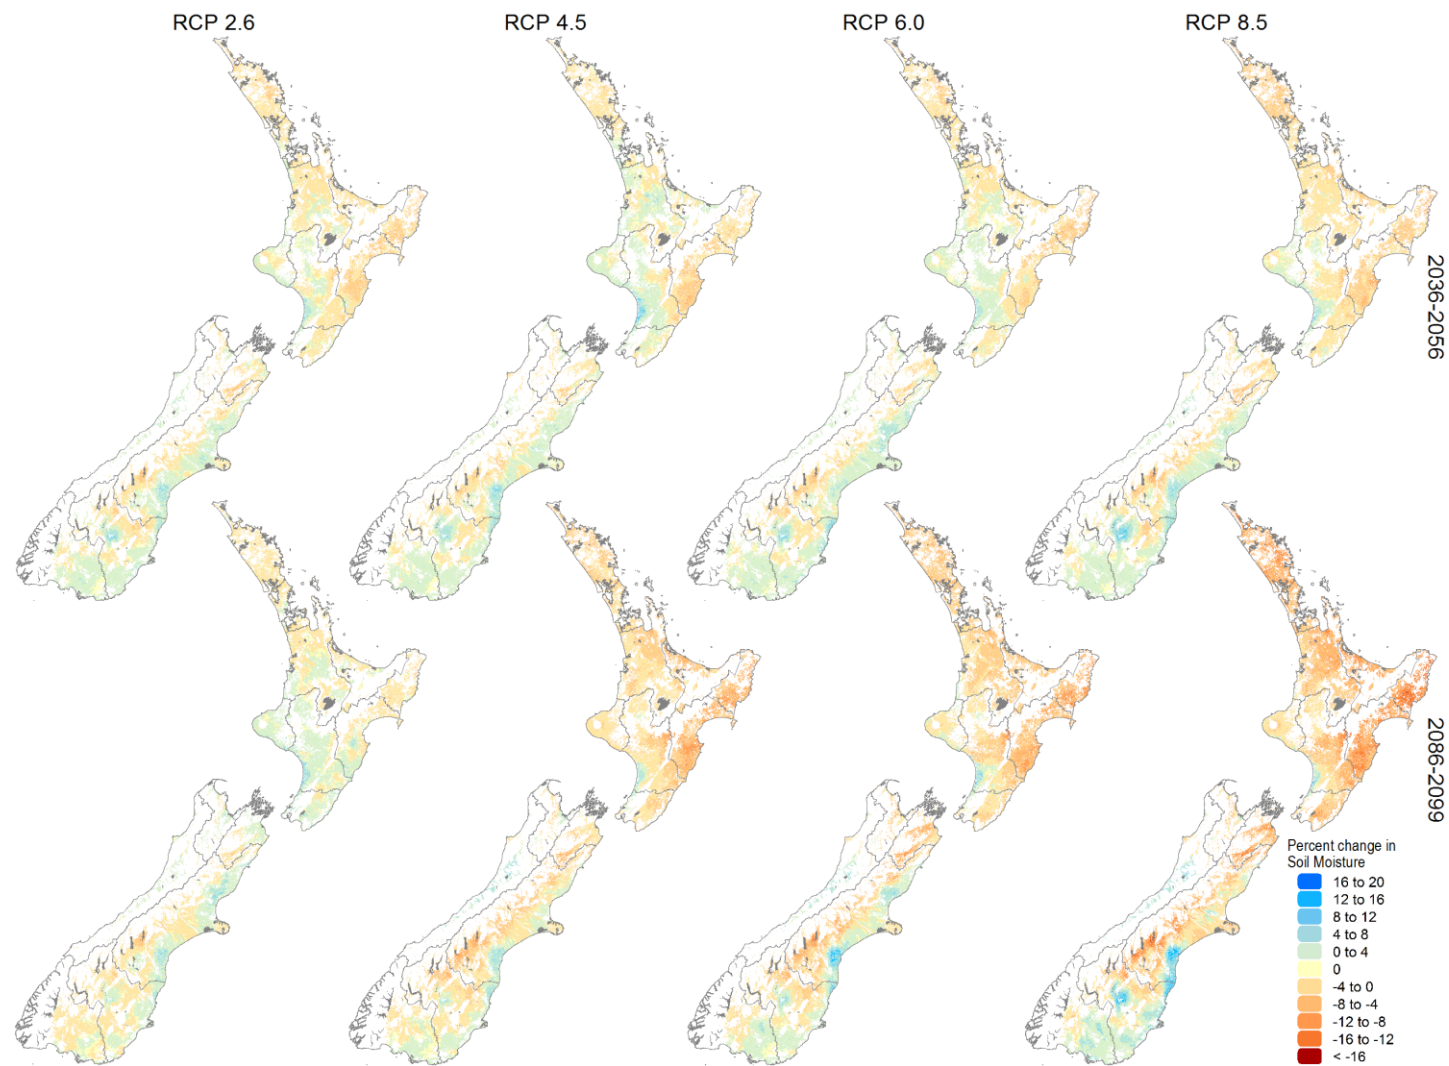 RCP 2.6
RCP 4.5
RCP 6.0
RCP 8.5
2036-2056
2086-2099
Percent change in
Soil Moisture
16 to 20
12 to 16
8 to 12
4 to 8
0 to 4
0
-4 to 0
-8 to -4
-12 to -8
-16 to -12
< -16